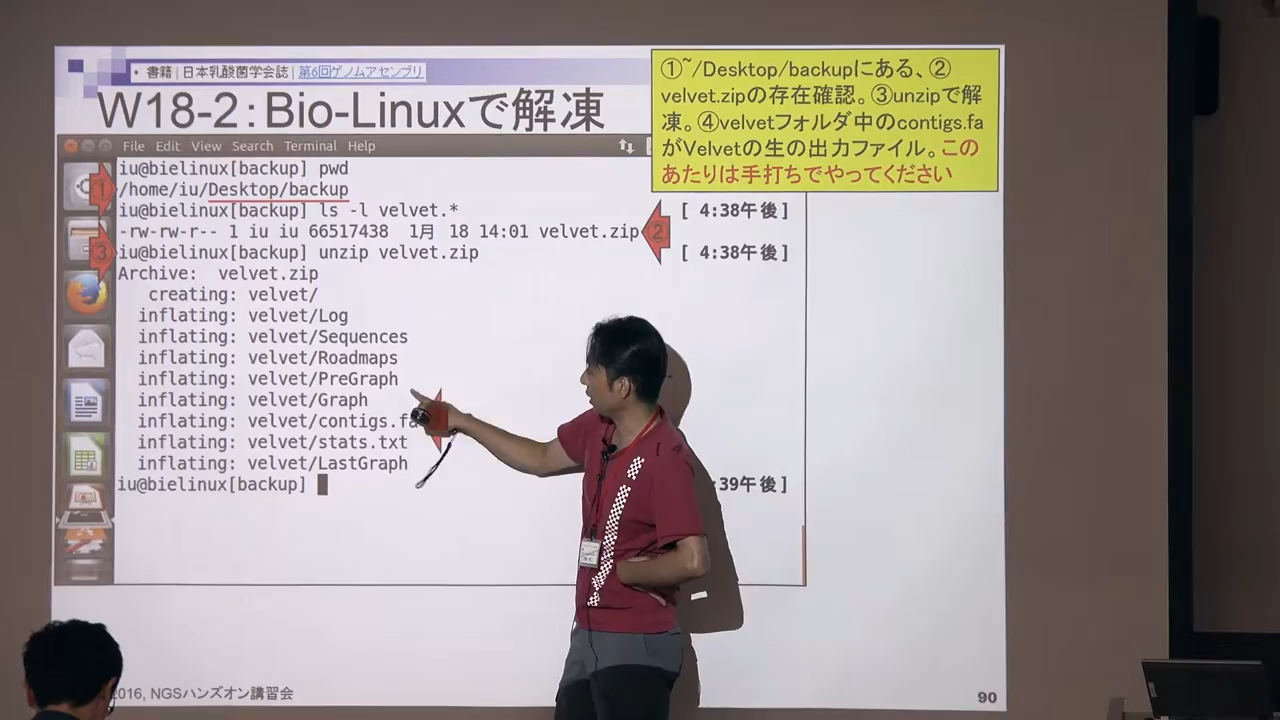 • 書籍 | 日本乳酸菌学会誌 | 第6回ゲノムアセンブリ
W18-2：Bio-Linuxで解凍
①~/Desktop/backupにある、②
velvet.zipの存在確認。③unzipで解
凍。④velvetフォルダ中のcontigs.fa
がVelvetの生の出力ファイル。この
あたりは手打ちでやってください
File Edit View Search Terminal Help
iu@bielinux[backup] pwd
① /home/iu/Desktop/backup
iu@bielinux[backup] ls -l velvet.* [ 4:38午後]
-rw-rw-r-- 1 iu iu 66517438 1月 18 14:01 velvet.zip ②
③ iu@bielinux[backup] unzip velvet.zip [ 4:38午後]
Archive: velvet.zip
creating: velvet/
inflating: velvet/Log
inflating: velvet/Sequences
inflating: velvet/Roadmaps
inflating: velvet/PreGraph
inflating: velvet/Graph
inflating: velvet/contigs.fa
inflating: velvet/stats.txt
inflating: velvet/LastGraph
iu@bielinux[backup] :39午後]
2016, NGSハンズオン講習会
90